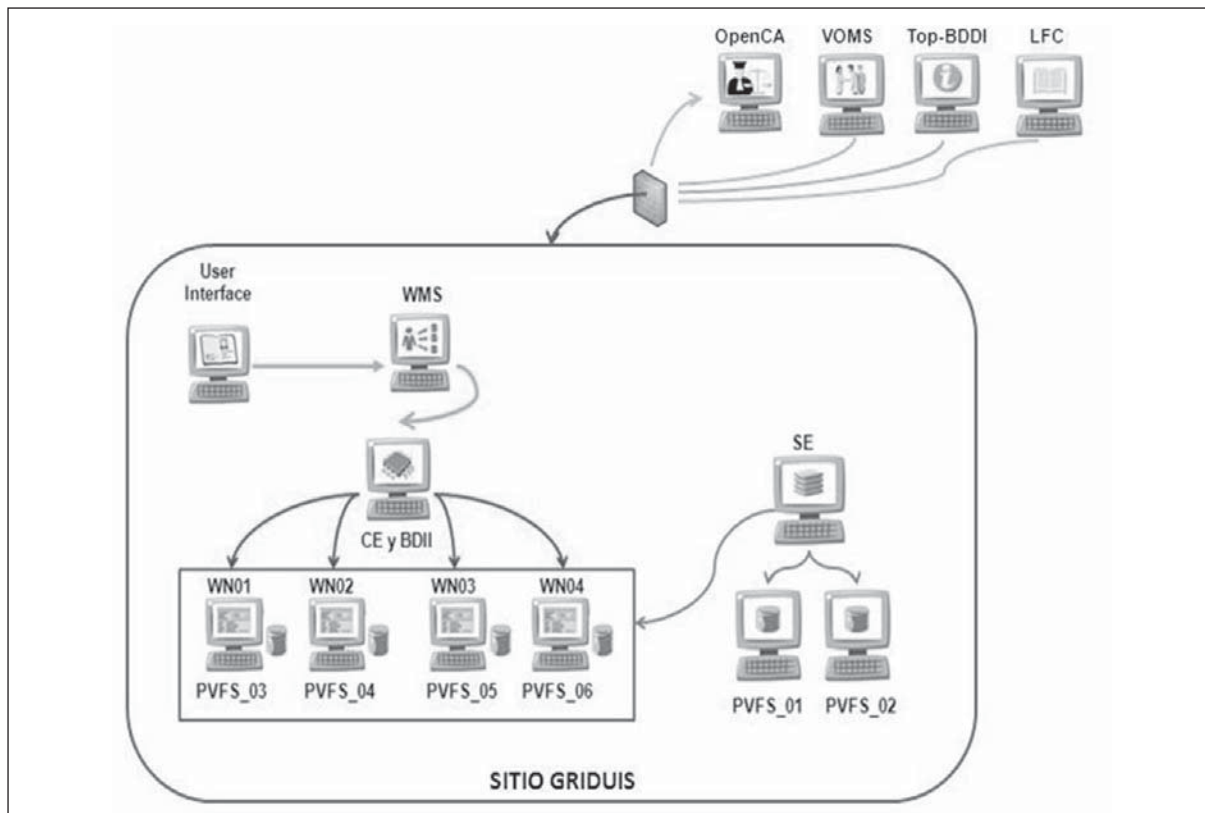 OpenCA VOMS Top-BDDI LFC
User
Interface
WMS
SE
CE y BDII
WN01 WN02 WN03 WN04
PVFS_03 PVFS_04 PVFS_05 PVFS_06
PVFS_01 PVFS_02
SITIO GRIDUIS